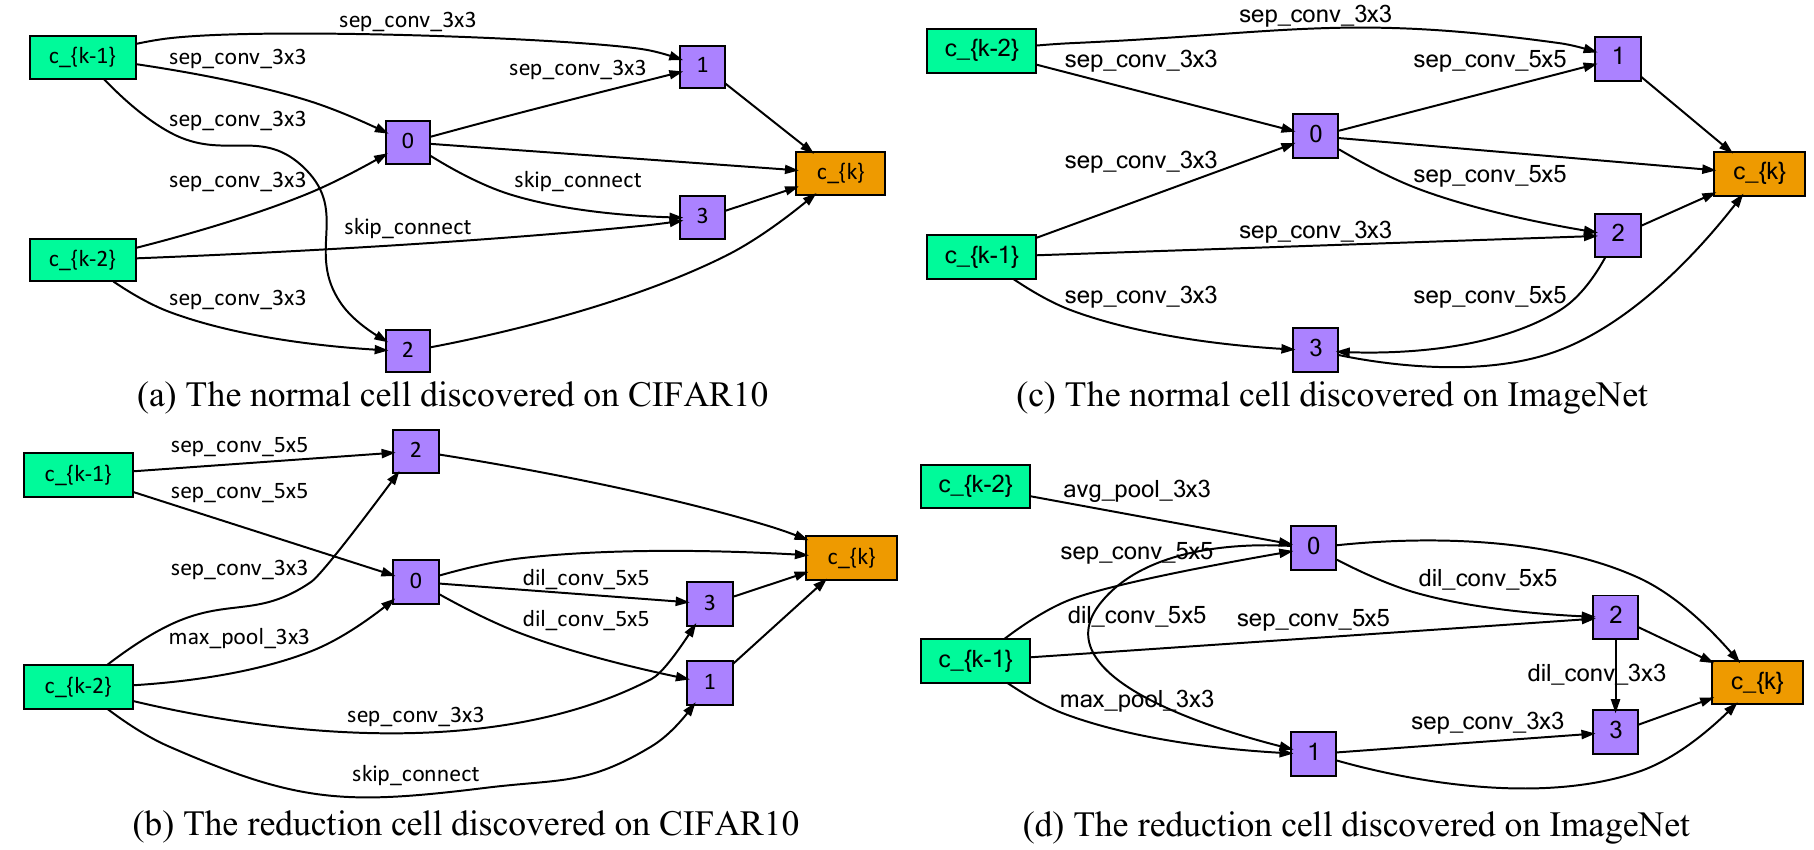 sep_conv_3x3
c_{k-1}
sep_conv_3x3
sep_conv_3x3
1
sep_conv_3x3
0
sep_conv_3x3
skip_connect
c_{k}
3
skip_connect
c_{k-2}
sep_conv_3x3
2
(a) The normal cell discovered on CIFAR10
sep_conv_3x3
c_{k-2}
sep_conv_3x3
sep_conv_5x5
1
0
sep_conv_3x3
sep_conv_5x5
c_{k}
sep_conv_3x3
2
c_{k-1}
sep_conv_3x3
sep_conv_5x5
3
(c) The normal cell discovered on ImageNet
sep_conv_5x5
2
c_{k-1}
sep_conv_5x5
c_{k}
sep_conv_3x3
0
dil_conv_5x5
3
dil_conv_5x5
max_pool_3x3
c_{k-2}
1
sep_conv_3x3
skip_connect
(b) The reduction cell discovered on CIFAR10
c_{k-2}
avg_pool_3x3
0
sep_conv_5x5
dil_conv_5x5
dil_conv_5x5
sep_conv_5x5
2
c_{k-1}
dil_conv_3x3
c_{k}
max_pool_3x3
sep_conv_3x3
3
1
(d) The reduction cell discovered on ImageNet